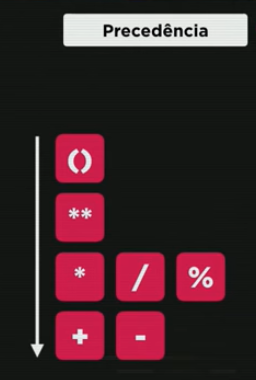 Precedência
()
**
* / %
+ -